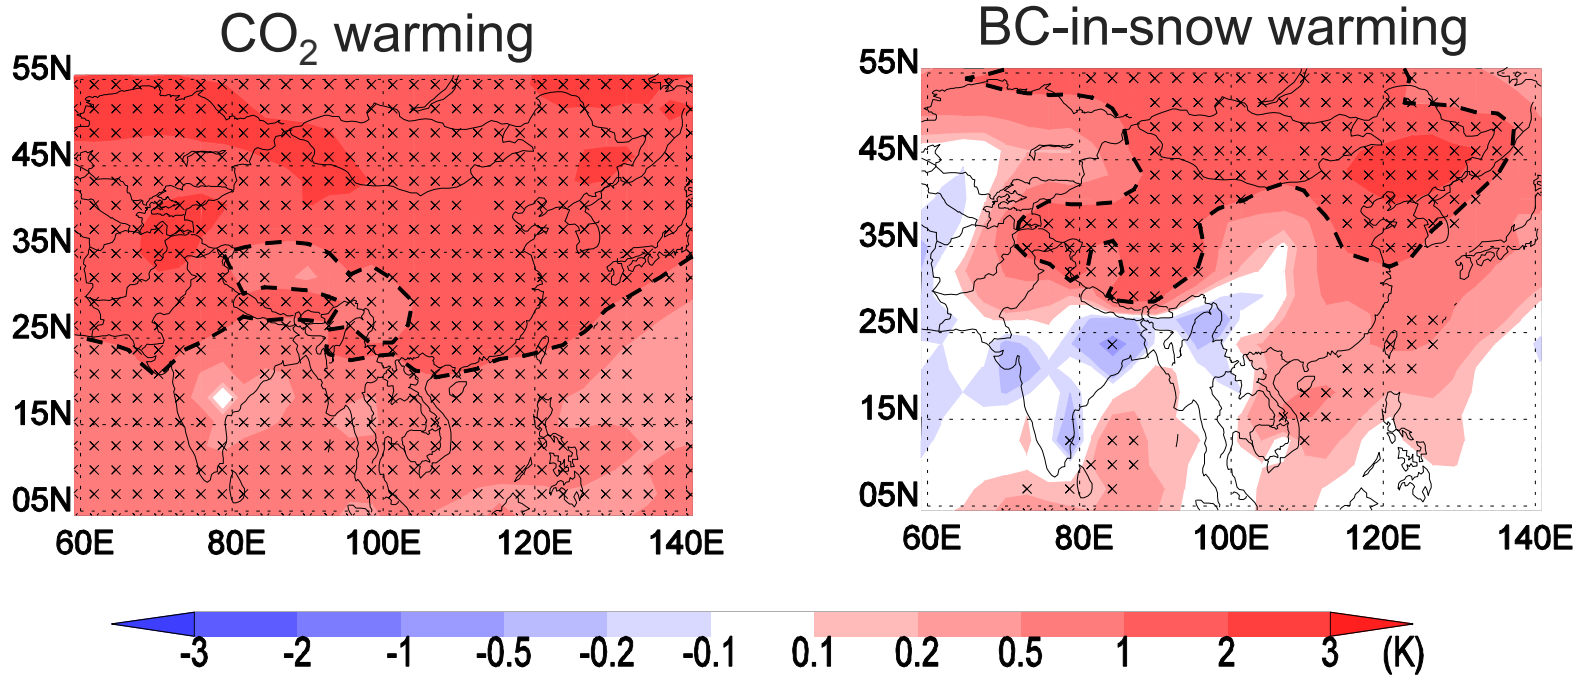 CO₂ warming
55N
45N
35N
25N
15N
05N
60E 80E 100E 120E 140E
BC-in-snow warming
55N
45N
35N
25N
15N
05N
60E 80E 100E 120E 140E
-3 -2 -1 -0.5 -0.2 -0.1 0.1 0.2 0.5 1 2 3 (K)